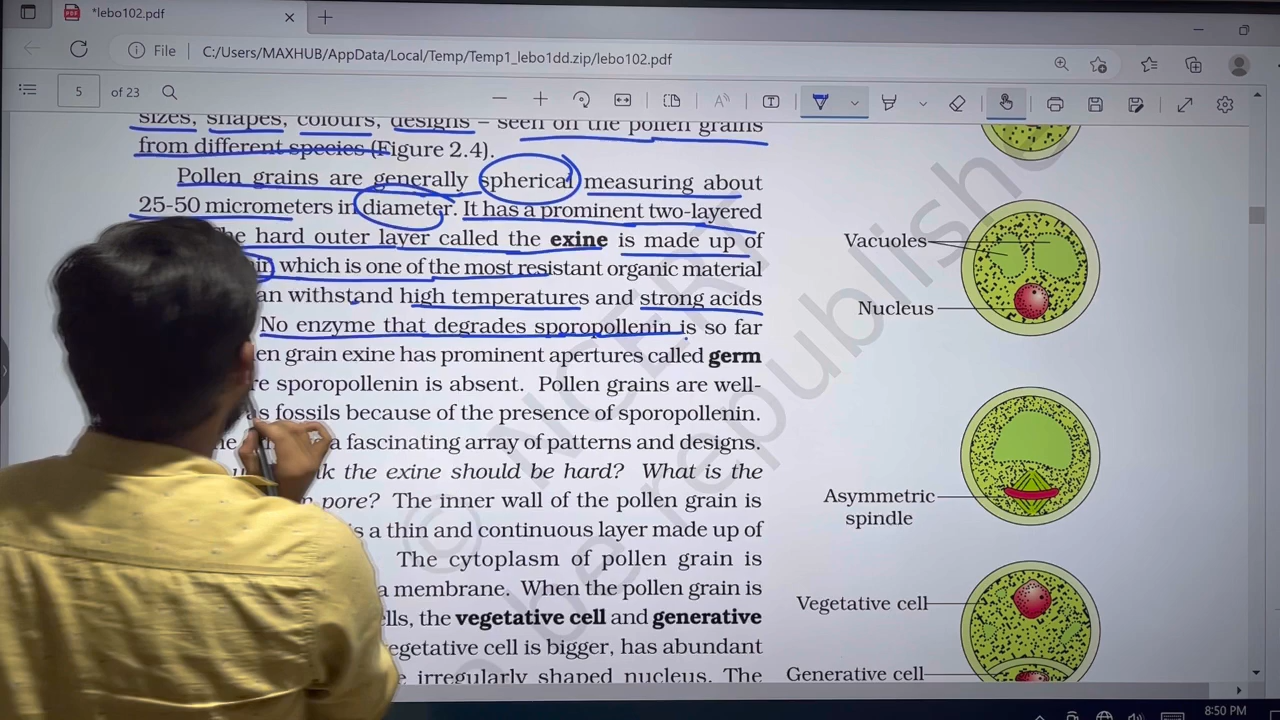 *lebo102.pdf
File C:/Users/MAXHUB/AppData/Local/Temp/Temp1_lebo1dd.zip/lebo102.pdf
5 of 23
sizes, shapes, colours, designs – seen on the pollen grains
from different species (Figure 2.4).
Pollen grains are generally spherical measuring about
25-50 micrometers in diameter. It has a prominent two-layered
hard outer layer called the exine is made up of
which is one of the most resistant organic material
withstand high temperatures and strong acids
No enzyme that degrades sporopollenin is so far
grain exine has prominent apertures called germ
sporopollenin is absent. Pollen grains are well-
as fossils because of the presence of sporopollenin.
a fascinating array of patterns and designs.
the exine should be hard? What is the
pore? The inner wall of the pollen grain is
a thin and continuous layer made up of
The cytoplasm of pollen grain is
a membrane. When the pollen grain is
the vegetative cell and generative
cell is bigger, has abundant
irregularly shaped nucleus. The
Vacuoles
Nucleus
Asymmetric
spindle
Vegetative cell
Generative cell
© NCERT
be republished
8:50 PM